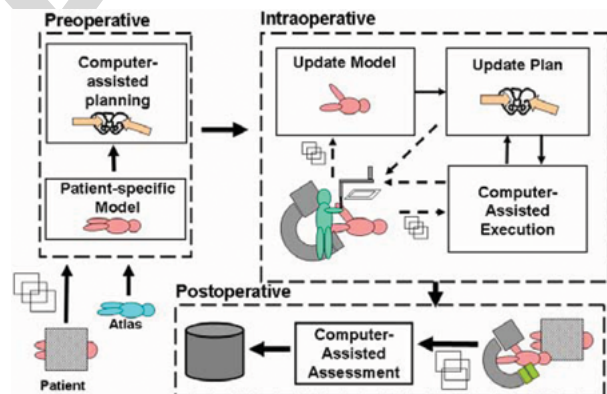 Preoperative
Computer-
assisted
planning
Patient-specific
Model
Atlas
Patient
Intraoperative
Update Model
Update Plan
Computer-
Assisted
Execution
Postoperative
Computer-
Assisted
Assessment